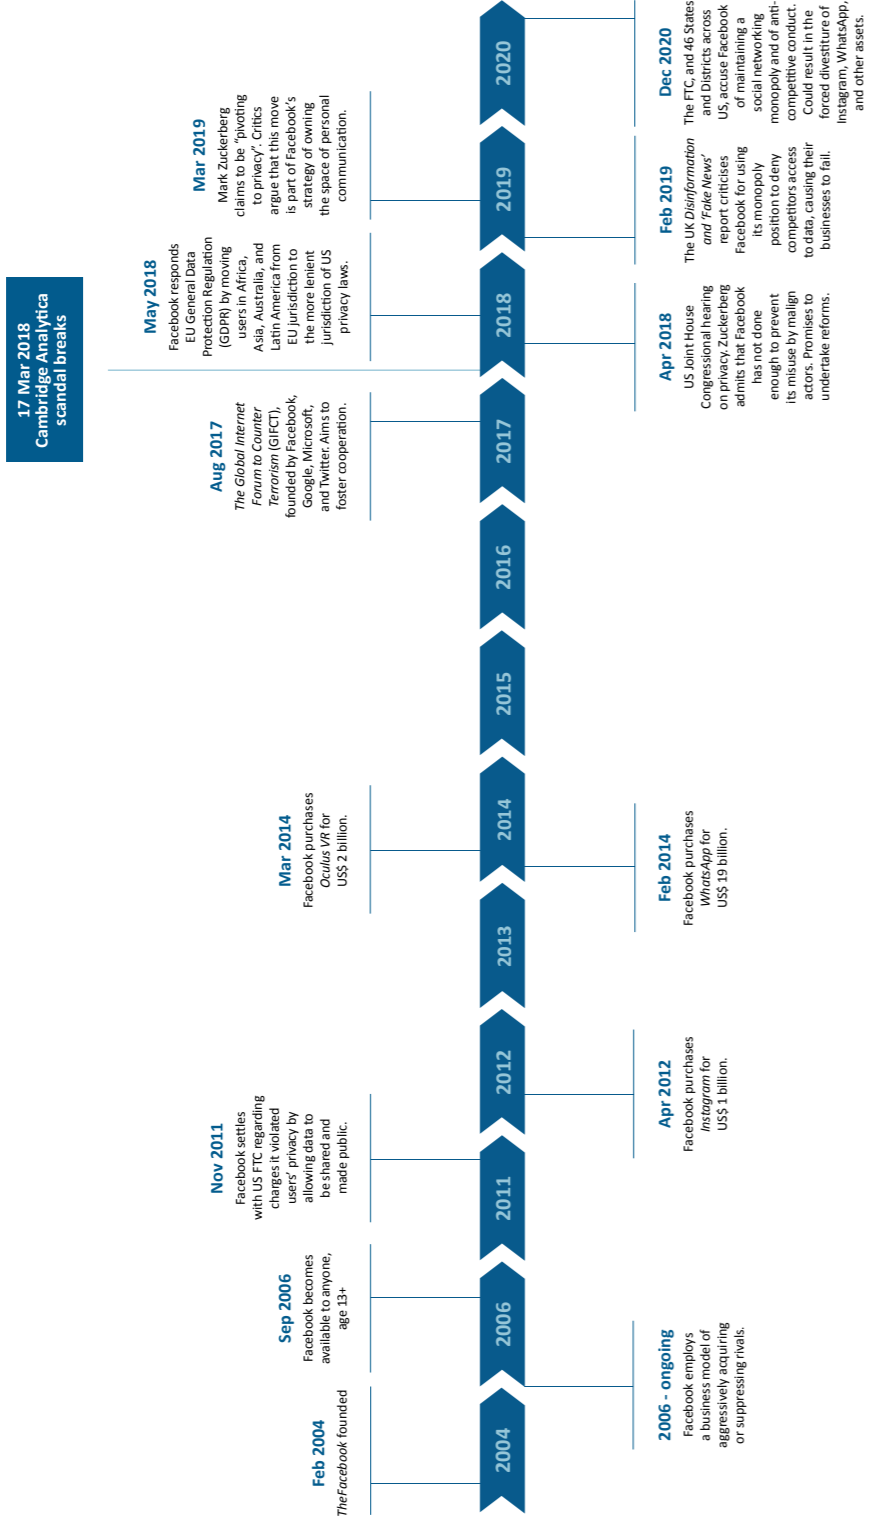 17 Mar 2018
Cambridge Analytica
scandal breaks
Feb 2004
TheFacebook founded
Sep 2006
Facebook becomes
available to anyone,
age 13+
Nov 2011
Facebook settles
with US FTC regarding
charges it violated
users’ privacy by
allowing data to
be shared and
made public.
Mar 2014
Facebook purchases
Oculus VR for
US$ 2 billion.
Aug 2017
The Global Internet
Forum to Counter
Terrorism (GIFCT),
founded by Facebook,
Google, Microsoft,
and Twitter. Aims to
foster cooperation.
May 2018
Facebook responds
EU General Data
Protection Regulation
(GDPR) by moving
users in Africa,
Asia, Australia, and
Latin America from
EU jurisdiction to
the more lenient
jurisdiction of US
privacy laws.
Mar 2019
Mark Zuckerberg
claims to be “pivoting
to privacy”. Critics
argue that this move
is part of Facebook’s
strategy of owning
the space of personal
communication.
2004
2006
2011
2012
2013
2014
2015
2016
2017
2018
2019
2020
2006 - ongoing
Facebook employs
a business model of
aggressively acquiring
or suppressing rivals.
Apr 2012
Facebook purchases
Instagram for
US$ 1 billion.
Feb 2014
Facebook purchases
WhatsApp for
US$ 19 billion.
Apr 2018
US Joint House
Congressional hearing
on privacy. Zuckerberg
admits that Facebook
has not done
enough to prevent
its misuse by malign
actors. Promises to
undertake reforms.
Feb 2019
The UK Disinformation
and ‘Fake News’
report criticises
Facebook for using
its monopoly
position to deny
competitors access
to data, causing their
businesses to fail.
Dec 2020
The FTC, and 46 States
and Districts across
US, accuse Facebook
of maintaining a
social networking
monopoly and of anti-
competitive conduct.
Could result in the
forced divestiture of
Instagram, WhatsApp,
and other assets.